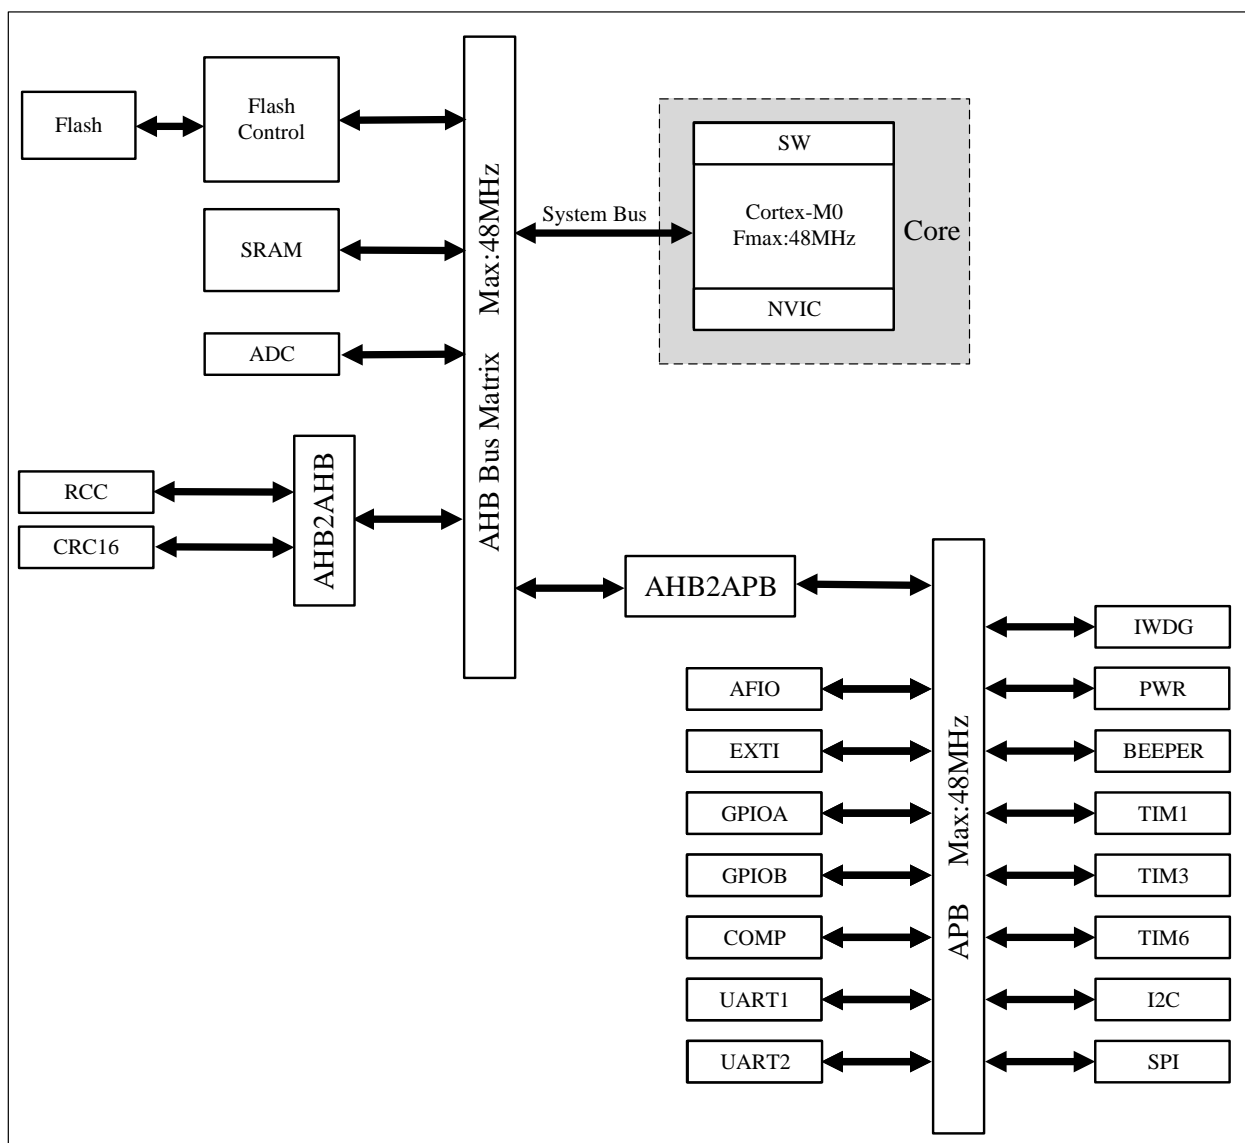 Flash
Flash
Control
SRAM
ADC
RCC
CRC16
AHB2AHB
AHB Bus Matrix Max:48MHz
System Bus
SW
Cortex-M0
Fmax:48MHz
NVIC
Core
AHB2APB
APB Max:48MHz
AFIO
EXTI
GPIOA
GPIOB
COMP
UART1
UART2
IWDG
PWR
BEEPER
TIM1
TIM3
TIM6
I2C
SPI